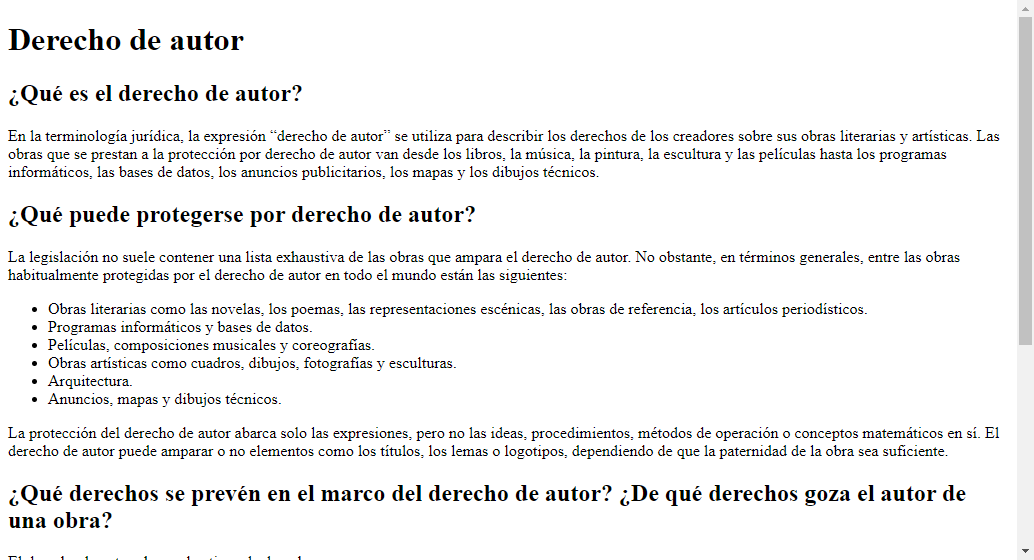 Derecho de autor
¿Qué es el derecho de autor?
En la terminología jurídica, la expresión “derecho de autor” se utiliza para describir los derechos de los creadores sobre sus obras literarias y artísticas. Las
obras que se prestan a la protección por derecho de autor van desde los libros, la música, la pintura, la escultura y las películas hasta los programas
informáticos, las bases de datos, los anuncios publicitarios, los mapas y los dibujos técnicos.
¿Qué puede protegerse por derecho de autor?
La legislación no suele contener una lista exhaustiva de las obras que ampara el derecho de autor. No obstante, en términos generales, entre las obras
habitualmente protegidas por el derecho de autor en todo el mundo están las siguientes:
• Obras literarias como las novelas, los poemas, las representaciones escénicas, las obras de referencia, los artículos periodísticos.
• Programas informáticos y bases de datos.
• Películas, composiciones musicales y coreografías.
• Obras artísticas como cuadros, dibujos, fotografías y esculturas.
• Arquitectura.
• Anuncios, mapas y dibujos técnicos.
La protección del derecho de autor abarca solo las expresiones, pero no las ideas, procedimientos, métodos de operación o conceptos matemáticos en sí. El
derecho de autor puede amparar o no elementos como los títulos, los lemas o logotipos, dependiendo de que la paternidad de la obra sea suficiente.
¿Qué derechos se prevén en el marco del derecho de autor? ¿De qué derechos goza el autor de
una obra?